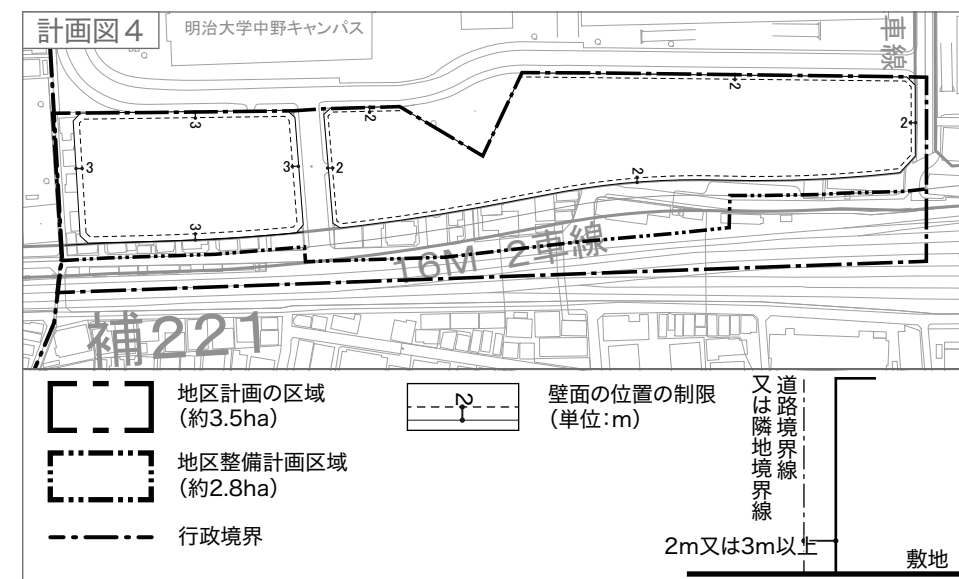 計画図4
明治大学中野キャンパス
車線
3
3
3
3
2
2
2
2
2
16M 2車線
補221
地区計画の区域
(約3.5ha)
地区整備計画区域
(約2.8ha)
行政境界
2
壁面の位置の制限
(単位:m)
道路境界線
又は隣地境界線
2m又は3m以上
敷地